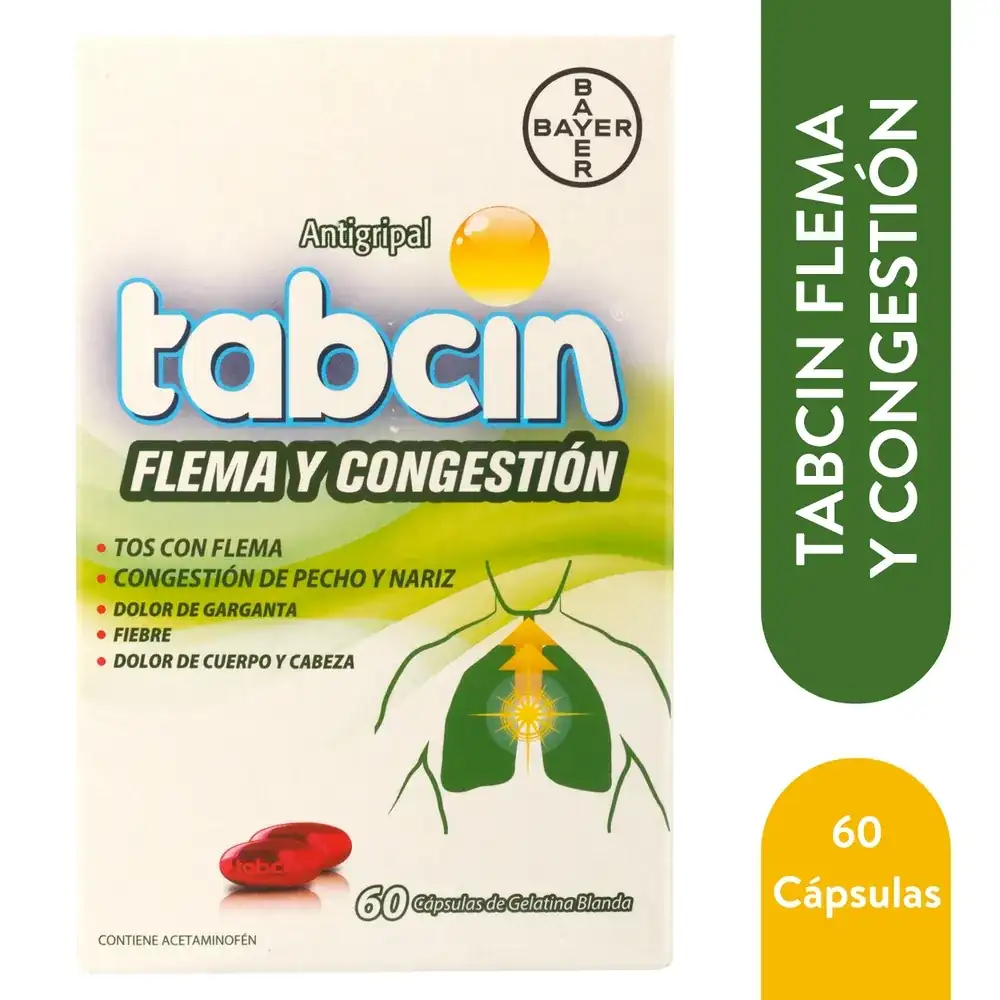 BAYER
BAYER
Antigripal
tabcin
FLEMA Y CONGESTIÓN
• TOS CON FLEMA
• CONGESTIÓN DE PECHO Y NARIZ
• DOLOR DE GARGANTA
• FIEBRE
• DOLOR DE CUERPO Y CABEZA
tabcin
60 Cápsulas de Gelatina Blanda
CONTIENE ACETAMINOFÉN
TABCIN FLEMA
Y CONGESTIÓN
60
Cápsulas